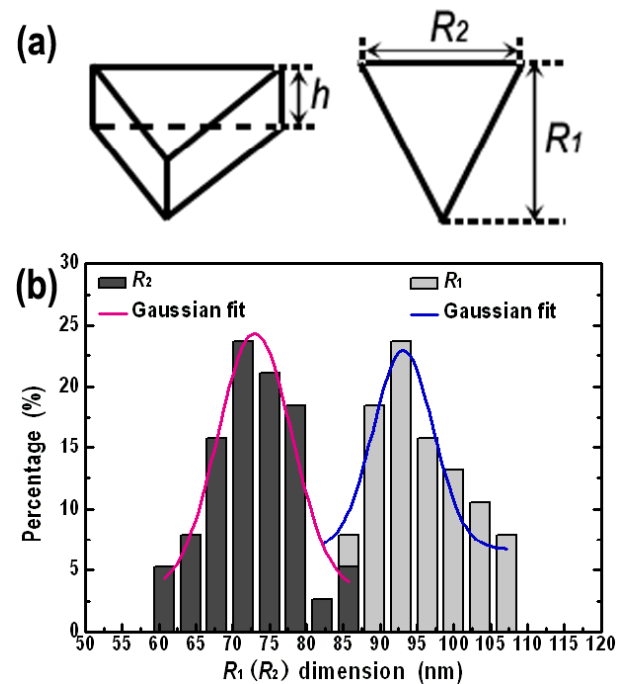 (a)
R2
h
R1
(b)
30
R2
R1
Gaussian fit
Gaussian fit
25
20
15
10
5
0
Percentage (%)
50 55 60 65 70 75 80 85 90 95 100 105 110 115 120
R1 (R2) dimension (nm)